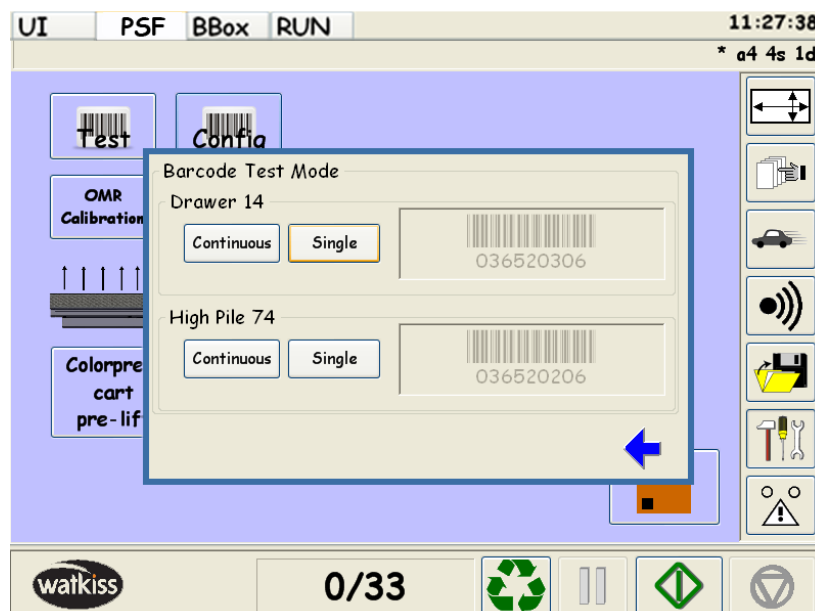 UI PSF BBox RUN 11:27:38
* a4 4s 1d
Test Config
Barcode Test Mode
OMR
Calibration
Drawer 14
Continuous Single
036520306
High Pile 74
Continuous Single
036520206
Colorpre
cart
pre-lif
watkiss 0/33